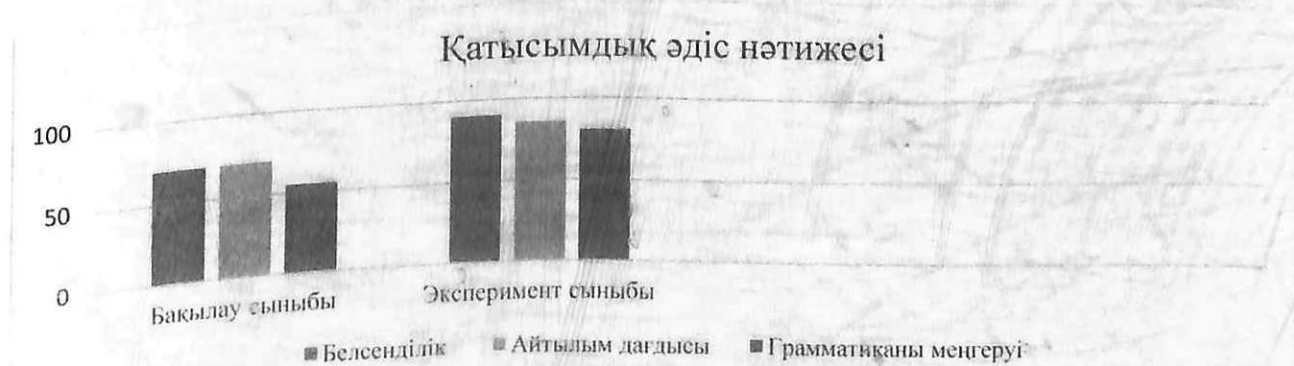 Қатысымдық әдіс нәтижесі
100
50
0
Бақылау сыныбы
Эксперимент сыныбы
Белсенділік
Айтылым дағдысы
Грамматиканы меңгеруі